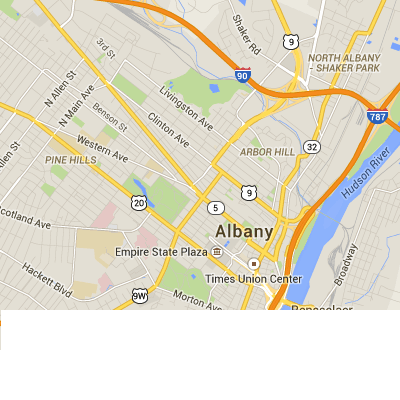 Shaker Rd
9
3rd St
NORTH ALBANY
- SHAKER PARK
90
N Allen St
N Main Ave
Livingston Ave
787
Benson St
Clinton Ave
32
Western Ave
ARBOR HILL
PINE HILLS
Allen St
Hudson River
9
20
5
Scotland Ave
Albany
Empire State Plaza
Broadway
Hackett Blvd
Times Union Center
9W
Morton Ave